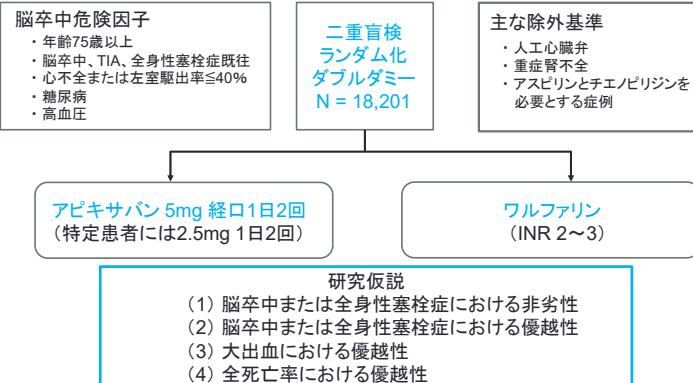 脳卒中危険因子
・年齢75歳以上
・脳卒中、TIA、全身性塞栓症既往
・心不全または左室駆出率≦40%
・糖尿病
・高血圧
二重盲検
ランダム化
ダブルダミー
N = 18,201
主な除外基準
・人工心臓弁
・重症腎不全
・アスピリンとチエノピリジンを
必要とする症例
アピキサバン 5mg 経口1日2回
（特定患者には2.5mg 1日2回）
ワルファリン
（INR 2～3）
研究仮説
（1） 脳卒中または全身性塞栓症における非劣性
（2） 脳卒中または全身性塞栓症における優越性
（3） 大出血における優越性
（4） 全死亡率における優越性